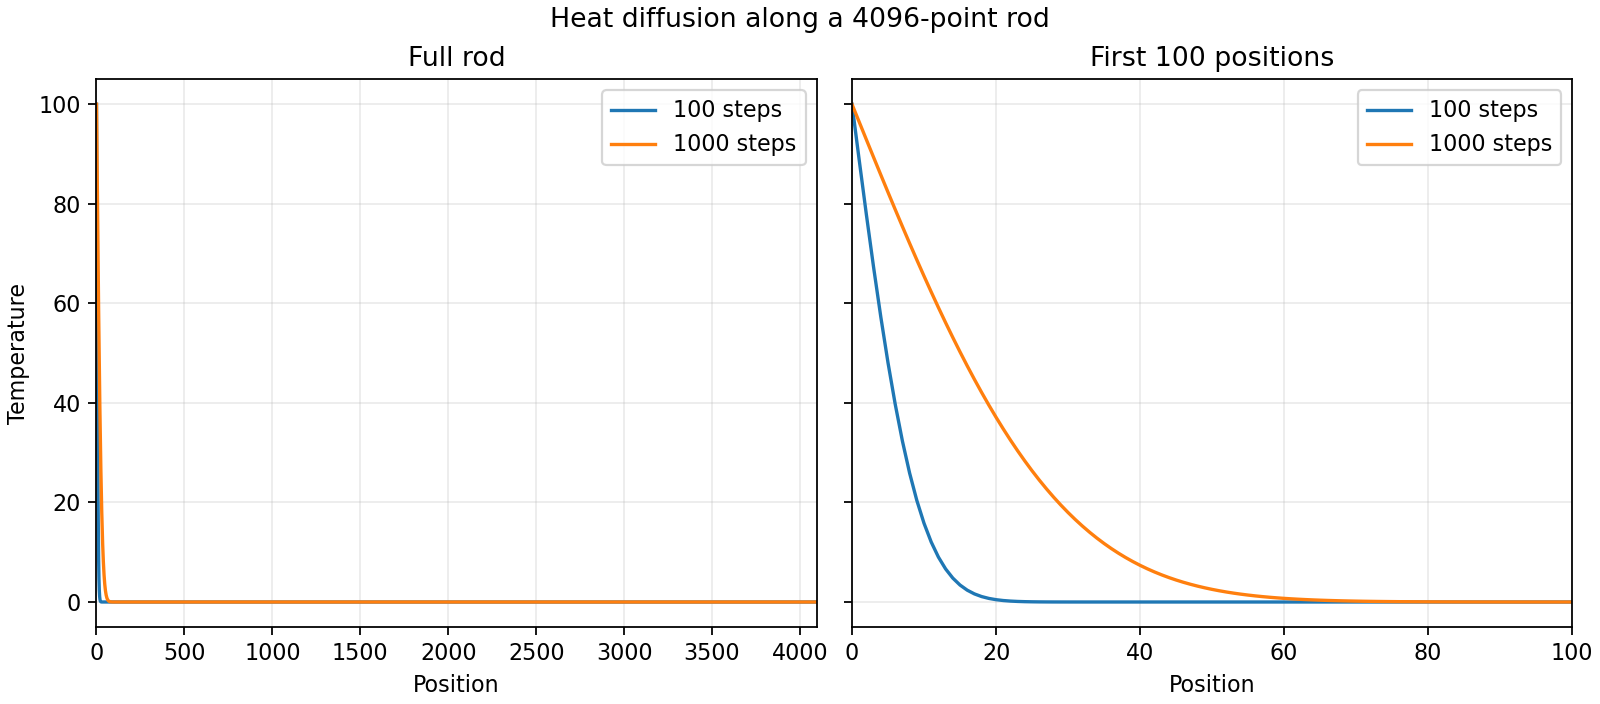 Heat diffusion along a 4096-point rod
Full rod
100 steps
1000 steps
Temperature
100
80
60
40
20
0
0 500 1000 1500 2000 2500 3000 3500 4000
Position
First 100 positions
100 steps
1000 steps
0 20 40 60 80 100
Position